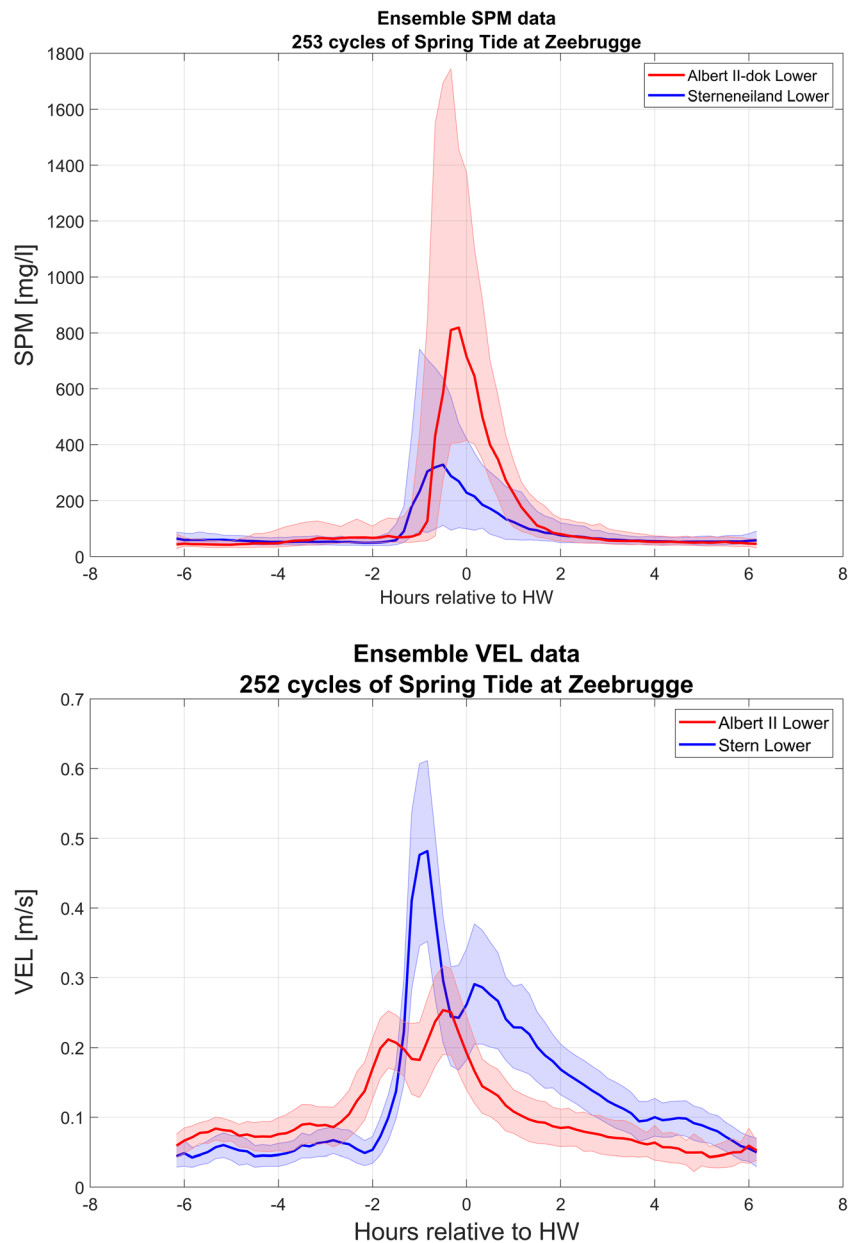 Ensemble SPM data
253 cycles of Spring Tide at Zeebrugge
1800
1600
1400
1200
1000
800
600
400
200
0
SPM [mg/l]
Albert II-dok Lower
Sterneneiland Lower
-8 -6 -4 -2 0 2 4 6 8
Hours relative to HW
Ensemble VEL data
252 cycles of Spring Tide at Zeebrugge
0.7
0.6
0.5
0.4
0.3
0.2
0.1
0
VEL [m/s]
Albert II Lower
Stern Lower
-8 -6 -4 -2 0 2 4 6 8
Hours relative to HW